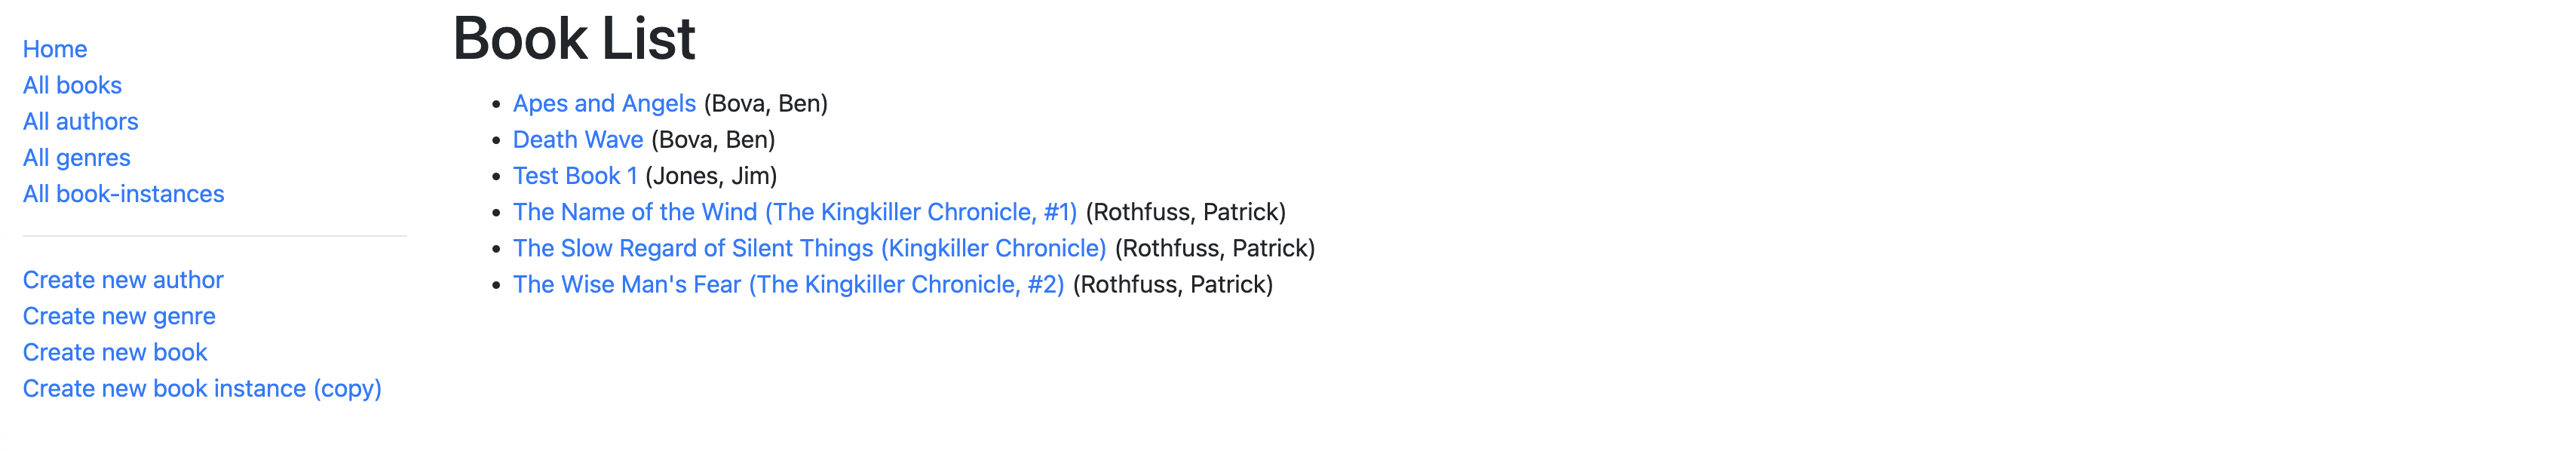 Home
All books
All authors
All genres
All book-instances
Create new author
Create new genre
Create new book
Create new book instance (copy)
Book List
Apes and Angels (Bova, Ben)
Death Wave (Bova, Ben)
Test Book 1 (Jones, Jim)
The Name of the Wind (The Kingkiller Chronicle, #1) (Rothfuss, Patrick)
The Slow Regard of Silent Things (Kingkiller Chronicle) (Rothfuss, Patrick)
The Wise Man's Fear (The Kingkiller Chronicle, #2) (Rothfuss, Patrick)